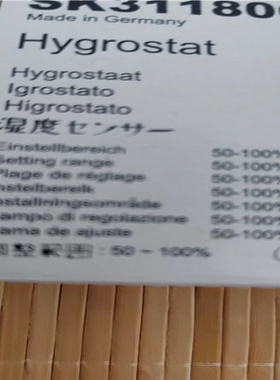 SK311800
Made in Germany
Hygrostat
Hygrostaat
Igrostato
Higrostato
湿度センサー
Einstellbereich 50-100%
Setting range 50-100%
Plage de réglage 50-100
Instelbereik 50-100
Inställningsområde 50-100
Campo di regolazione 50-100
Gama de ajuste 50-100
調整範囲：50～100%